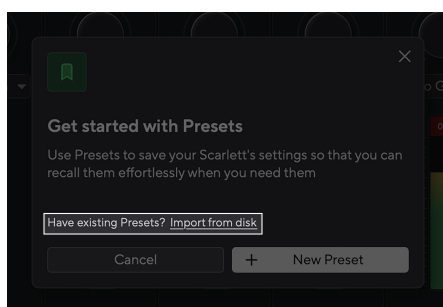 Get started with Presets
Use Presets to save your Scarlett's settings so that you can
recall them effortlessly when you need them
Have existing Presets? Import from disk
Cancel
+ New Preset